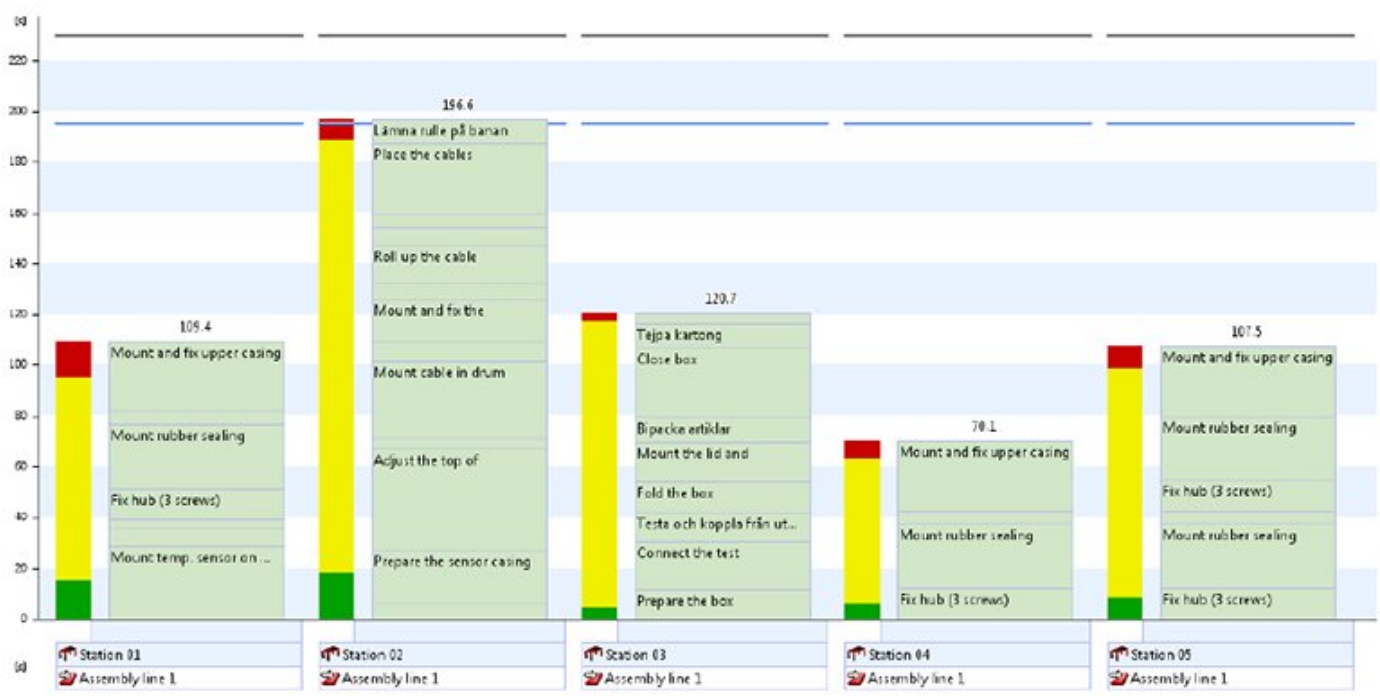 [s]
220
200
180
160
140
120
100
80
60
40
20
0
109.4
Mount and fix upper casing
Mount rubber sealing
Fix hub (3 screws)
Mount temp. sensor on ...
196.6
Lämna rulle på banan
Place the cables
Roll up the cable
Mount and fix the
Mount cable in drum
Adjust the top of
Prepare the sensor casing
120.7
Tejpa kartong
Close box
Bipacka artiklar
Mount the lid and
Fold the box
Testa och koppla från ut...
Connect the test
Prepare the box
70.1
Mount and fix upper casing
Mount rubber sealing
Fix hub (3 screws)
107.5
Mount and fix upper casing
Mount rubber sealing
Fix hub (3 screws)
Mount rubber sealing
Fix hub (3 screws)
Station 01
Station 02
Station 03
Station 04
Station 05
[s]
Assembly line 1
Assembly line 1
Assembly line 1
Assembly line 1
Assembly line 1